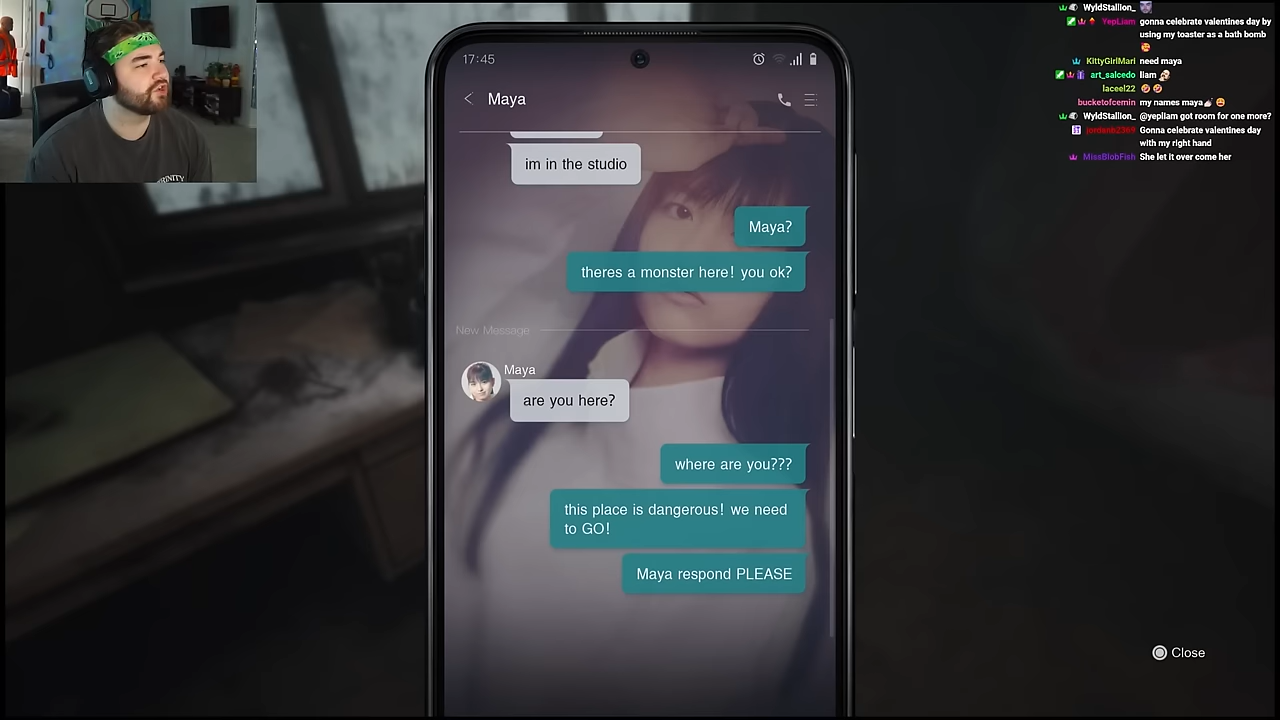 17:45
Maya
im in the studio
Maya?
theres a monster here! you ok?
New Message
Maya
are you here?
where are you???
this place is dangerous! we need
to GO!
Maya respond PLEASE
Close
WyldStallion_
YepLiam gonna celebrate valentines day by
using my toaster as a bath bomb
KittyGirlMari need maya
art_salcedo liam
laceel22
bucketofcemin my names maya
WyldStallion_ @yepliam got room for one more?
jordanb2369 Gonna celebrate valentines day
with my right hand
MissBlobFish She let it over come her